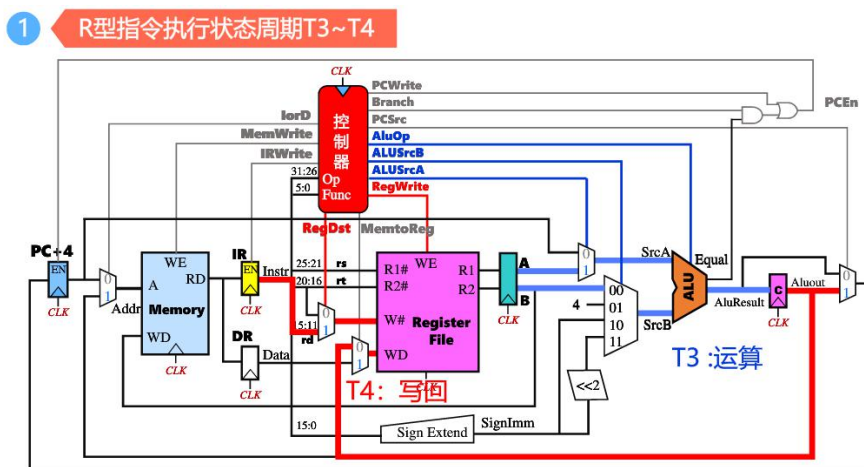 1 R型指令执行状态周期T3~T4
CLK
PCWrite
Branch
PCSrc
PCEn
IorD
MemWrite
IRWrite
控制器
AluOp
ALUSrcB
ALUSrcA
RegWrite
31:26
Op
5:0
Func
RegDst
MemtoReg
PC+4
EN
CLK
0
1
Addr
WE
A
RD
Memory
WD
CLK
IR
EN
Instr
CLK
DR
Data
CLK
25:21 rs
20:16 rt
15:11
rd
0
1
0
1
WE
R1#
R1
R2#
R2
W#
Register
File
WD
CLK
A
B
CLK
0
1
SrcA
4
00
01
10
11
SrcB
Equal
ALU
AluResult
C
CLK
Aluout
0
1
T3 :运算
T4: 写回
<<2
15:0
Sign Extend
SignImm